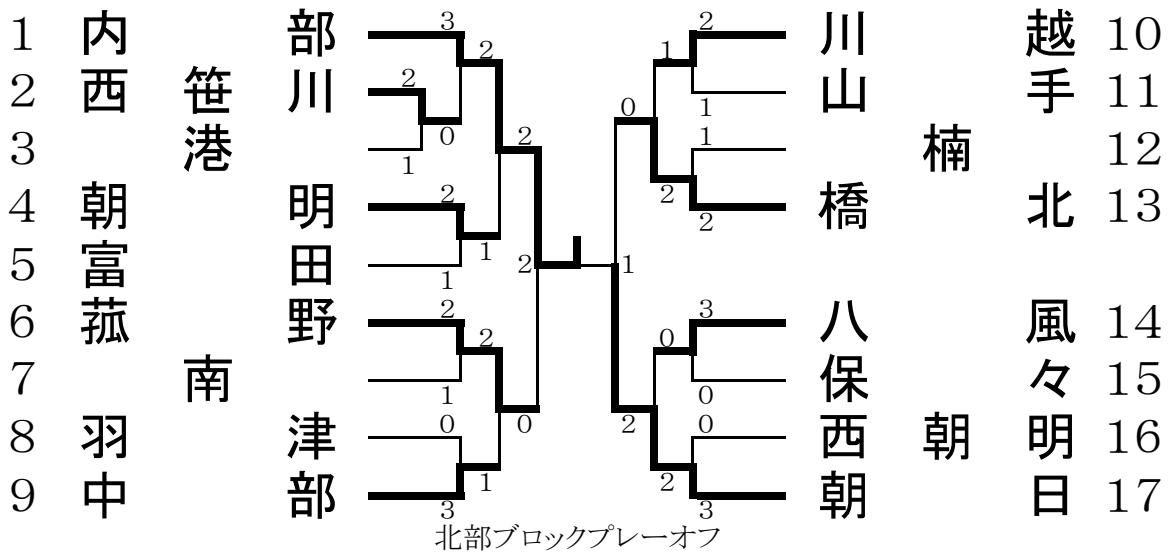 1 内部 3 2 2 川越 10
2 西笹川 2 0 1 1 山手 11
3 港 1 2 0 1 楠 12
4 朝明 2 1 2 2 橋北 13
5 富田 1 2 1
6 菰野 2 2 0 3 八風 14
7 南 1 0 保々 15
8 羽津 0 0 2 0 西朝明 16
9 中部 3 1 2 3 朝日 17
北部ブロックプレーオフ